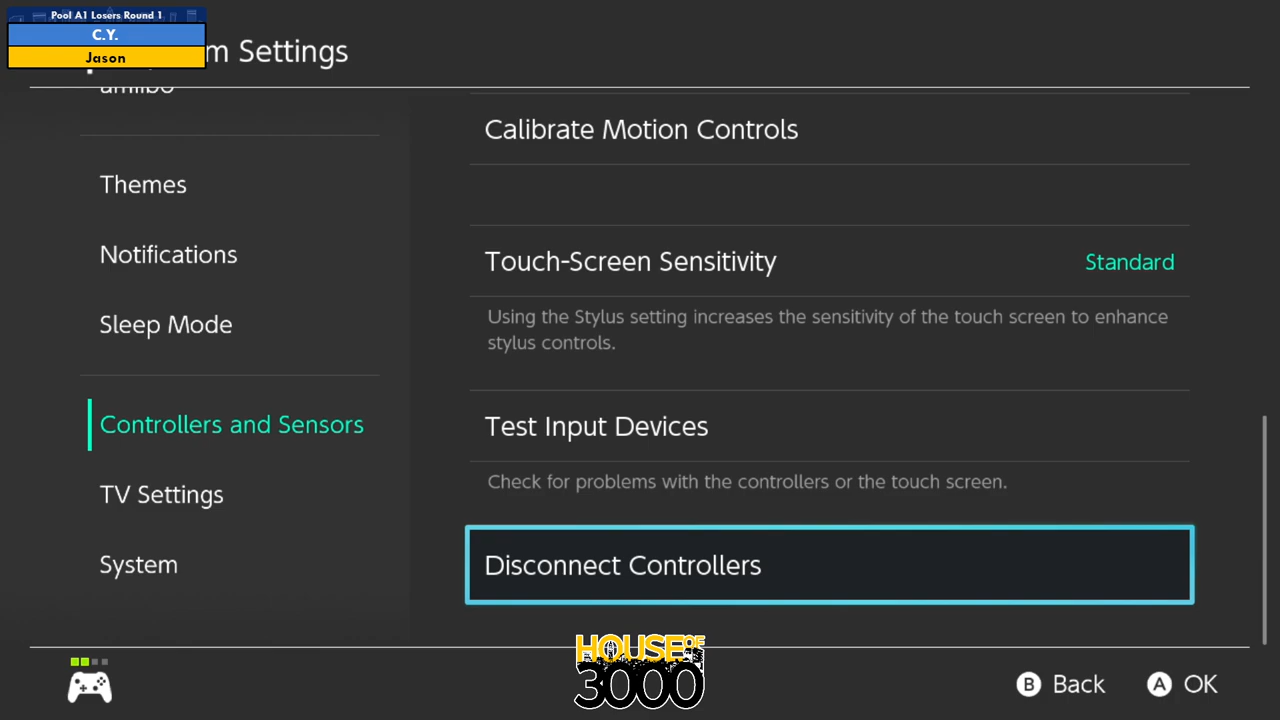 Pool A1 Losers Round 1
C.Y.
Jason
m Settings
amiibo
Themes
Notifications
Sleep Mode
Controllers and Sensors
TV Settings
System
Calibrate Motion Controls
Touch-Screen Sensitivity Standard
Using the Stylus setting increases the sensitivity of the touch screen to enhance
stylus controls.
Test Input Devices
Check for problems with the controllers or the touch screen.
Disconnect Controllers
HOUSE OF
3000
B Back A OK